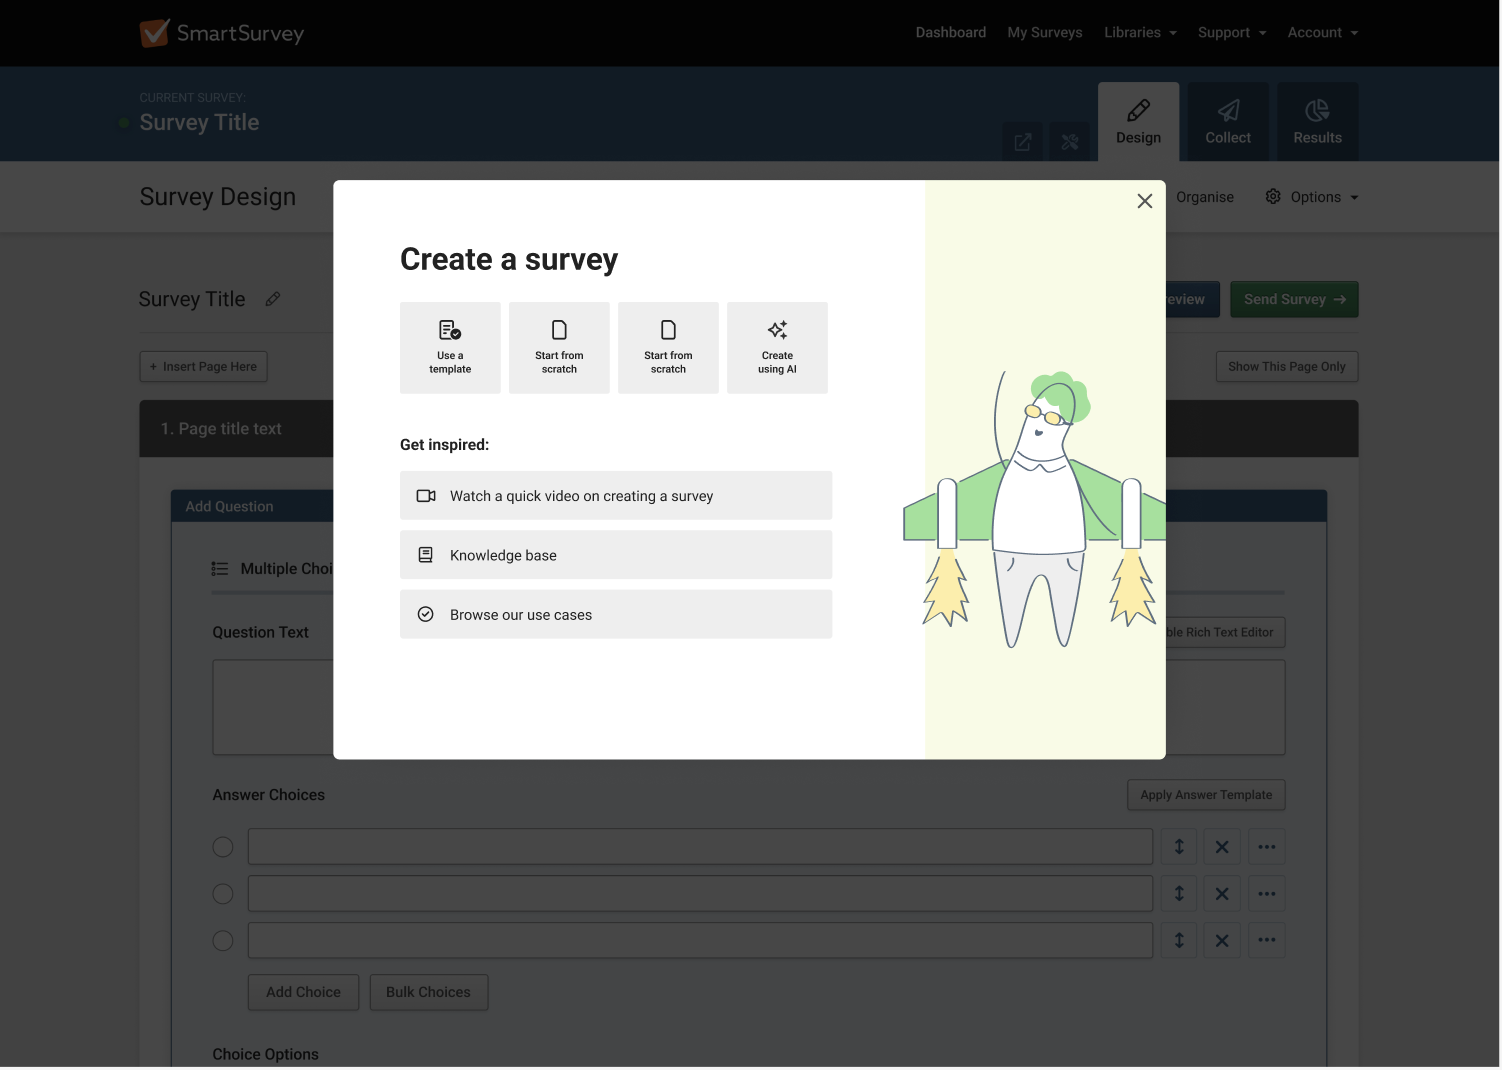 SmartSurvey
Dashboard My Surveys Libraries Support Account
CURRENT SURVEY:
Survey Title
Design Collect Results
Survey Design
Organise Options
Create a survey
Survey Title
Send Survey
Use a
template
Start from
scratch
Start from
scratch
Create
using AI
+ Insert Page Here
Show This Page Only
1. Page title text
Get inspired:
Watch a quick video on creating a survey
Add Question
Knowledge base
Multiple
Browse our use cases
Question Text
Rich Text Editor
Answer Choices
Apply Answer Template
Add Choice Bulk Choices
Choice Options